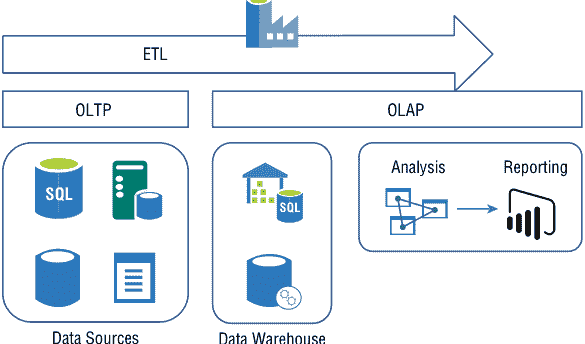 ETL
OLTP
OLAP
SQL
SQL
Analysis
Reporting
Data Sources
Data Warehouse